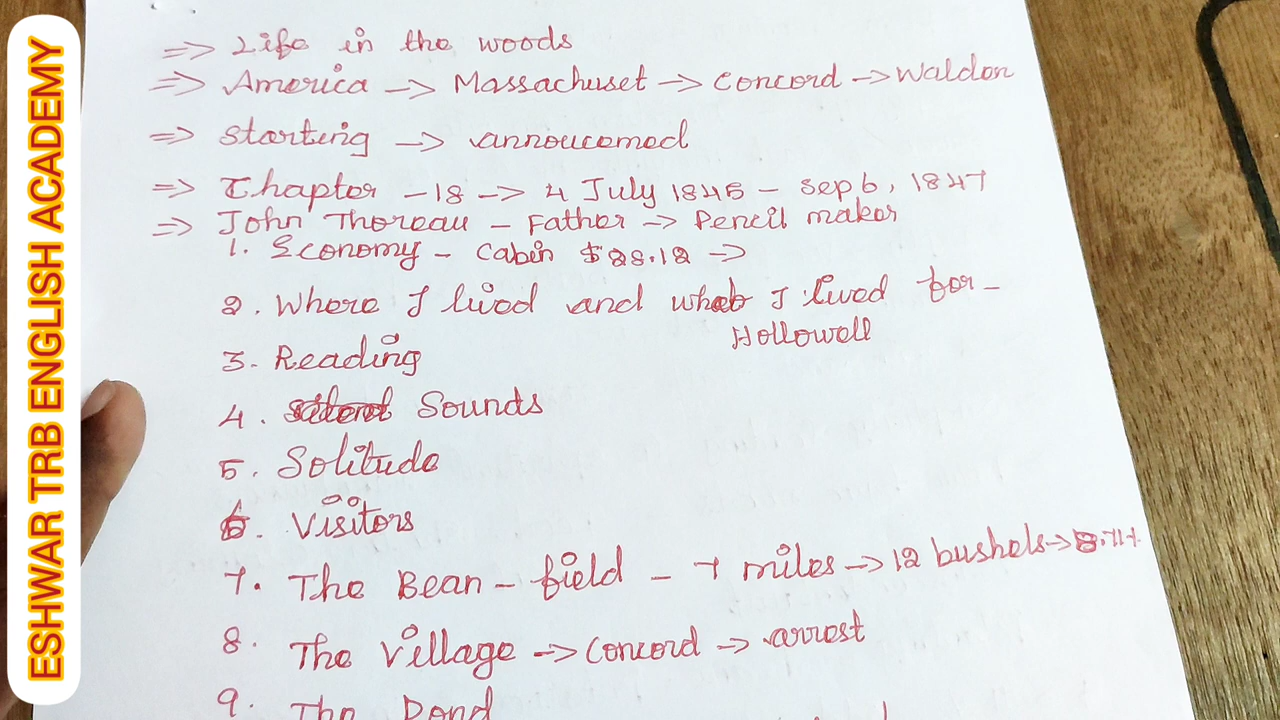 ESHWAR TRB ENGLISH ACADEMY
=> Life in the woods
=> America -> Massachuset -> Concord -> Waldon
=> starting -> annoucemed
=> Chapter - 18 -> 4 July 1845 - Sep 6, 1847
=> John Thoreau - Father -> Pencil maker
1. Economy - Cabin $28.12 ->
2. Where I lived and what I lived for -
Hollowell
3. Reading
4. Sounds
5. Solitude
6. Visitors
7. The Bean - field - 7 miles -> 12 bushels ->
8. The Village -> Concord -> arrest
9. The Pond